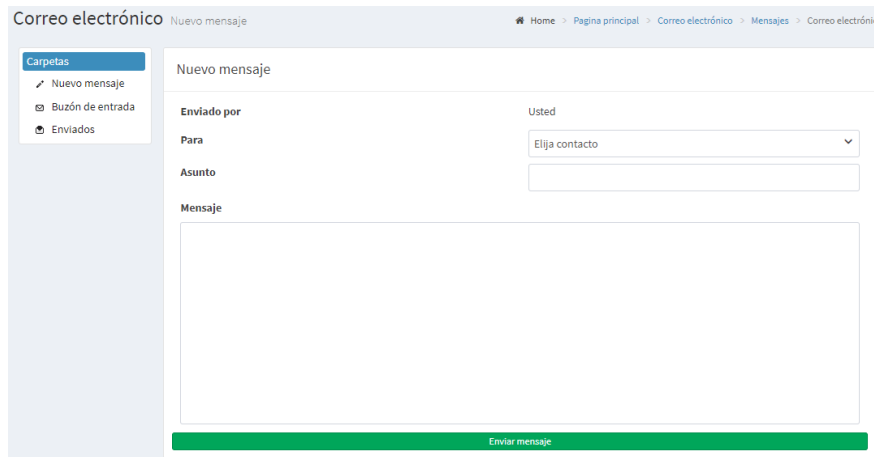 Correo electrónico Nuevo mensaje
Home > Pagina principal > Correo electrónico > Mensajes > Correo electróni
Carpetas
Nuevo mensaje
Buzón de entrada
Enviados
Nuevo mensaje
Enviado por Usted
Para Elija contacto
Asunto
Mensaje
Enviar mensaje